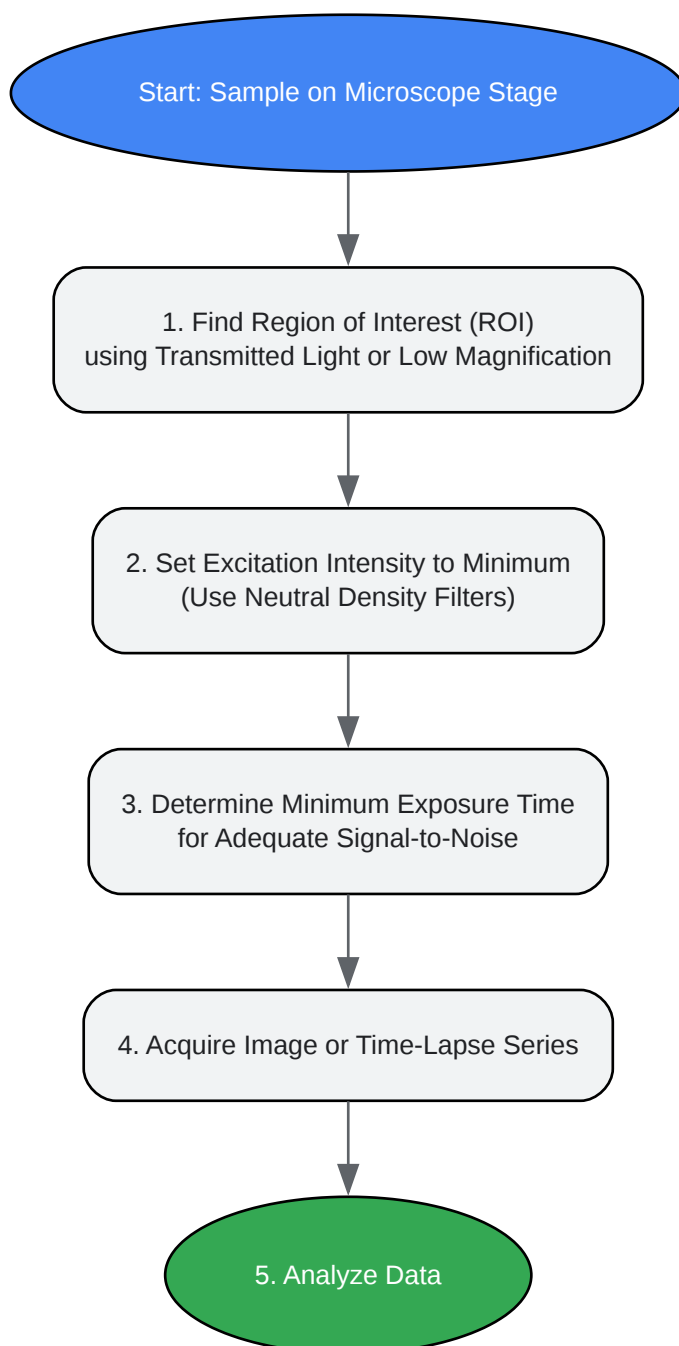 Start: Sample on Microscope Stage
1. Find Region of Interest (ROI)
using Transmitted Light or Low Magnification
2. Set Excitation Intensity to Minimum
(Use Neutral Density Filters)
3. Determine Minimum Exposure Time
for Adequate Signal-to-Noise
4. Acquire Image or Time-Lapse Series
5. Analyze Data